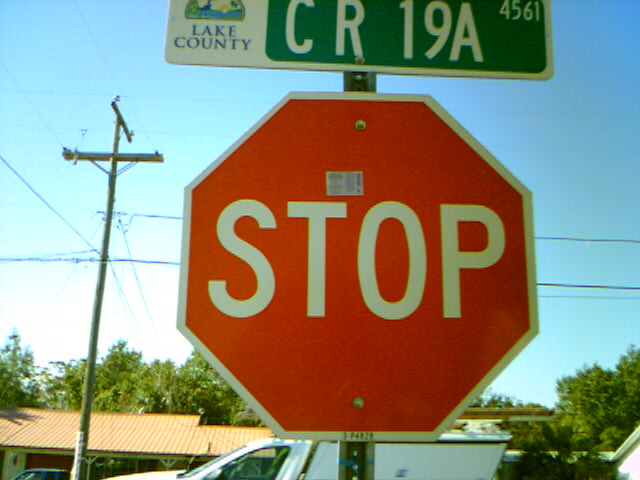 LAKE
COUNTY
C R 19A
4561
STOP